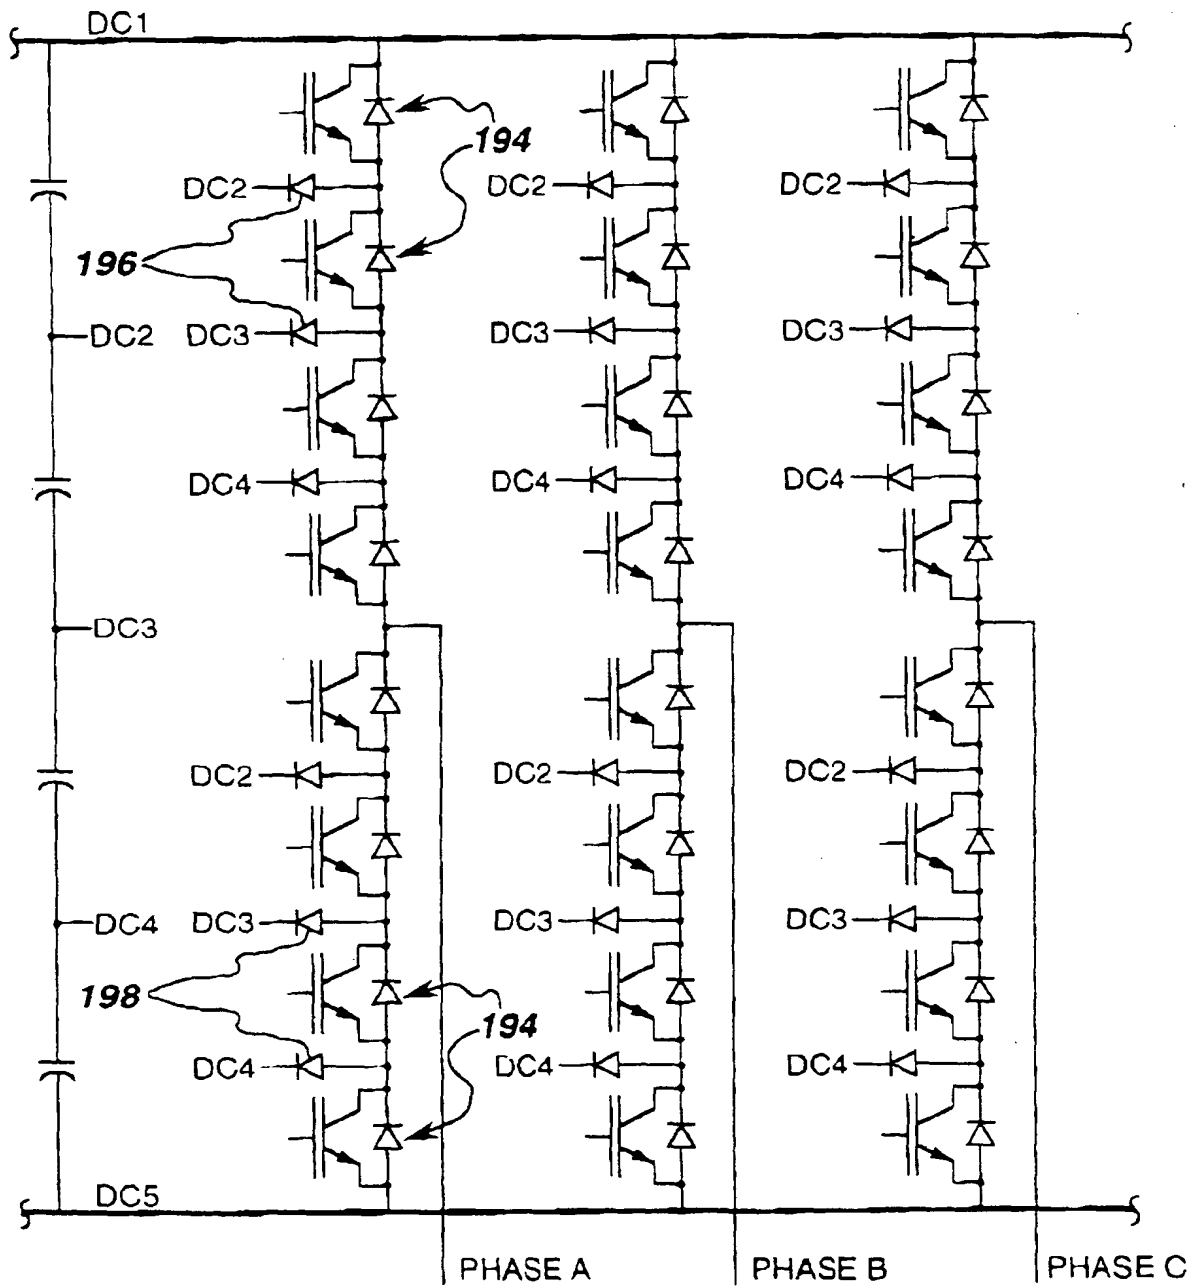 DC1
194
DC2 DC2 DC2
196
DC2 DC3 DC3 DC3
DC4 DC4 DC4
DC3
DC2 DC2 DC2
DC4 DC3 DC3 DC3
198
194
DC4 DC4 DC4
DC5
PHASE A PHASE B PHASE C